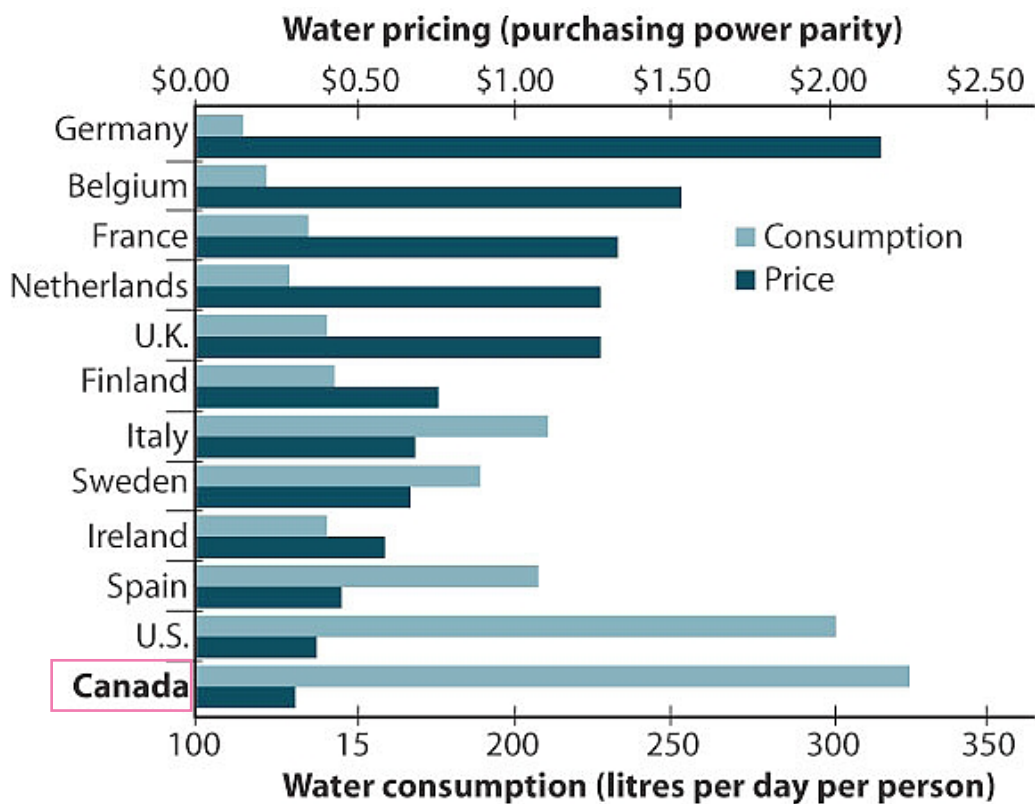 Water pricing (purchasing power parity)
$0.00 $0.50 $1.00 $1.50 $2.00 $2.50
Germany
Belgium
France
Netherlands
U.K.
Finland
Italy
Sweden
Ireland
Spain
U.S.
Canada
Consumption
Price
100 15 200 250 300 350
Water consumption (litres per day per person)